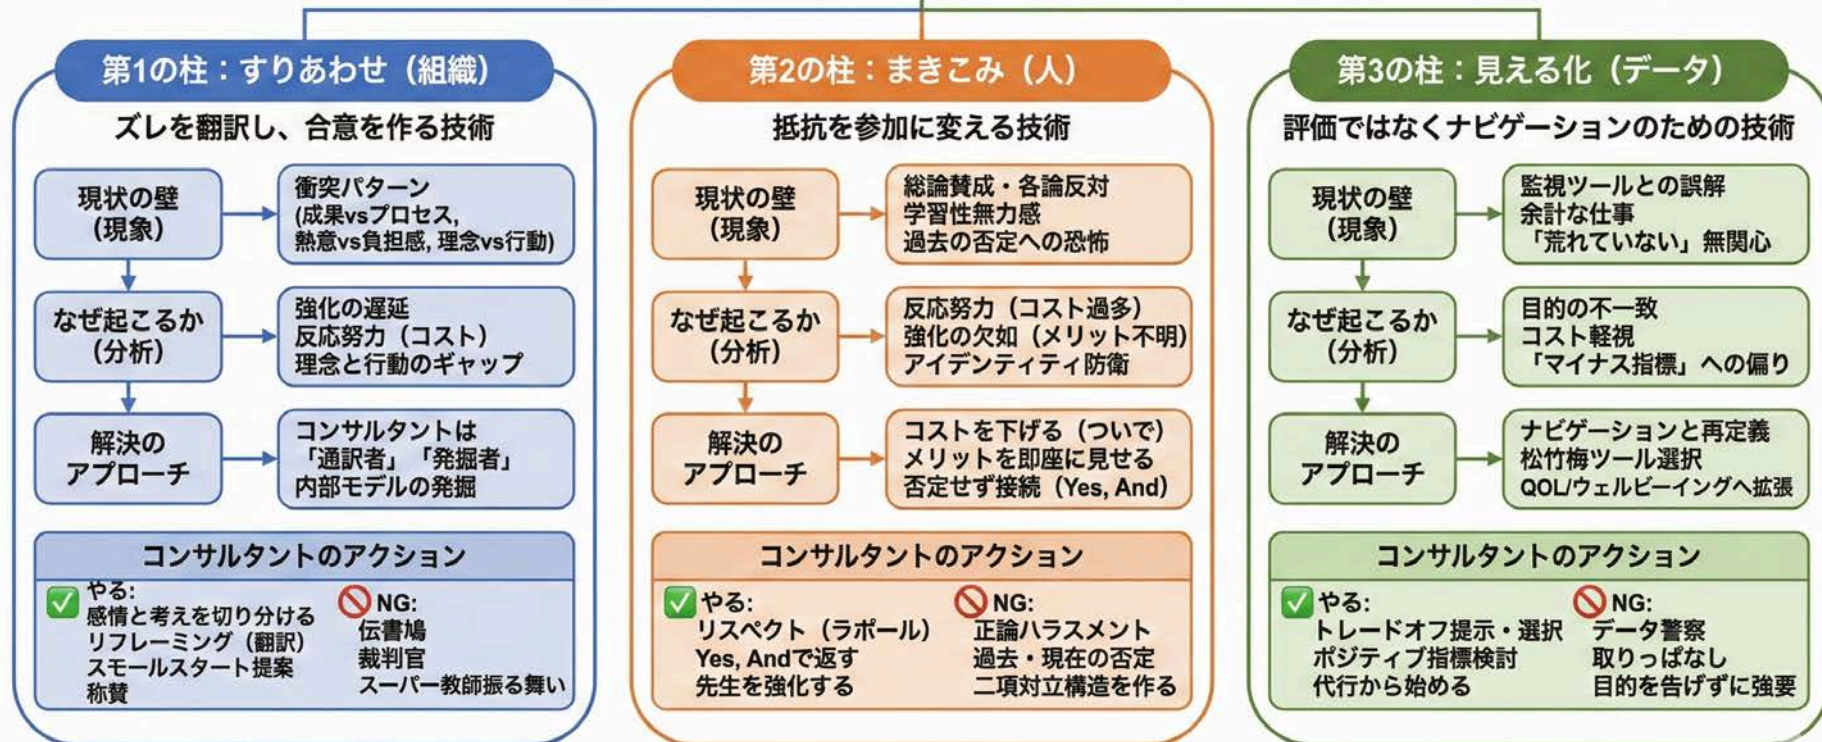 第1の柱：すりあわせ（組織）
ズレを翻訳し、合意を作る技術
現状の壁
（現象）
衝突パターン
(成果vsプロセス,
熱意vs負担感, 理念vs行動)
なぜ起こるか
（分析）
強化の遅延
反応努力（コスト）
理念と行動のギャップ
解決の
アプローチ
コンサルタントは
「通訳者」「発掘者」
内部モデルの発掘
コンサルタントのアクション
やる:
感情と考えを切り分ける
リフレーミング（翻訳）
スモールスタート提案
称賛
NG:
伝書鳩
裁判官
スーパー教師振る舞い
第2の柱：まきこみ（人）
抵抗を参加に変える技術
現状の壁
（現象）
総論賛成・各論反対
学習性無力感
過去の否定への恐怖
なぜ起こるか
（分析）
反応努力（コスト過多）
強化の欠如（メリット不明）
アイデンティティ防衛
解決の
アプローチ
コストを下げる（ついで）
メリットを即座に見せる
否定せず接続（Yes, And）
コンサルタントのアクション
やる:
リスペクト（ラポール）
Yes, Andで返す
先生を強化する
NG:
正論ハラスメント
過去・現在の否定
二項対立構造を作る
第3の柱：見える化（データ）
評価ではなくナビゲーションのための技術
現状の壁
（現象）
監視ツールとの誤解
余計な仕事
「荒れていない」無関心
なぜ起こるか
（分析）
目的の不一致
コスト軽視
「マイナス指標」への偏り
解決の
アプローチ
ナビゲーションと再定義
松竹梅ツール選択
QOL/ウェルビーイングへ拡張
コンサルタントのアクション
やる:
トレードオフ提示・選択
ポジティブ指標検討
代行から始める
NG:
データ警察
取りっぱなし
目的を告げずに強要